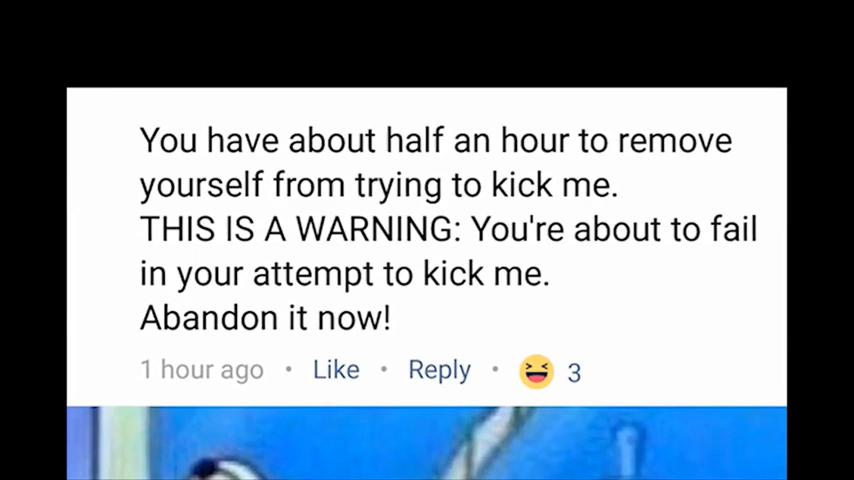 You have about half an hour to remove
yourself from trying to kick me.
THIS IS A WARNING: You're about to fail
in your attempt to kick me.
Abandon it now!
1 hour ago • Like • Reply • 😆 3